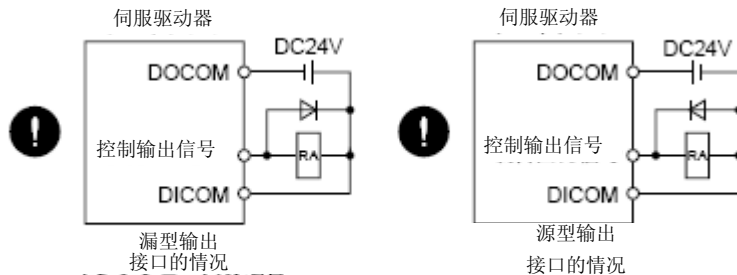 伺服驱动器
DC24V
DOCOM
控制输出信号
RA
DICOM
漏型输出
接口的情况
伺服驱动器
DC24V
DOCOM
控制输出信号
RA
DICOM
源型输出
接口的情况